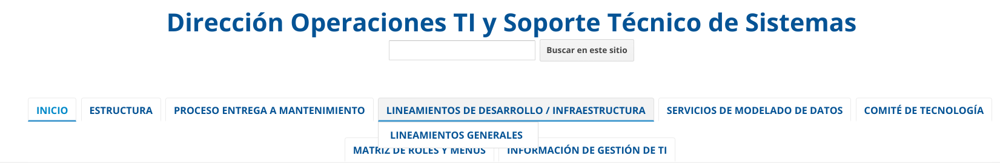 Dirección Operaciones TI y Soporte Técnico de Sistemas
Buscar en este sitio
INICIO ESTRUCTURA PROCESO ENTREGA A MANTENIMIENTO LINEAMIENTOS DE DESARROLLO / INFRAESTRUCTURA SERVICIOS DE MODELADO DE DATOS COMITÉ DE TECNOLOGÍA
LINEAMIENTOS GENERALES
MATRIZ DE ROLES Y MENUS INFORMACIÓN DE GESTIÓN DE TI